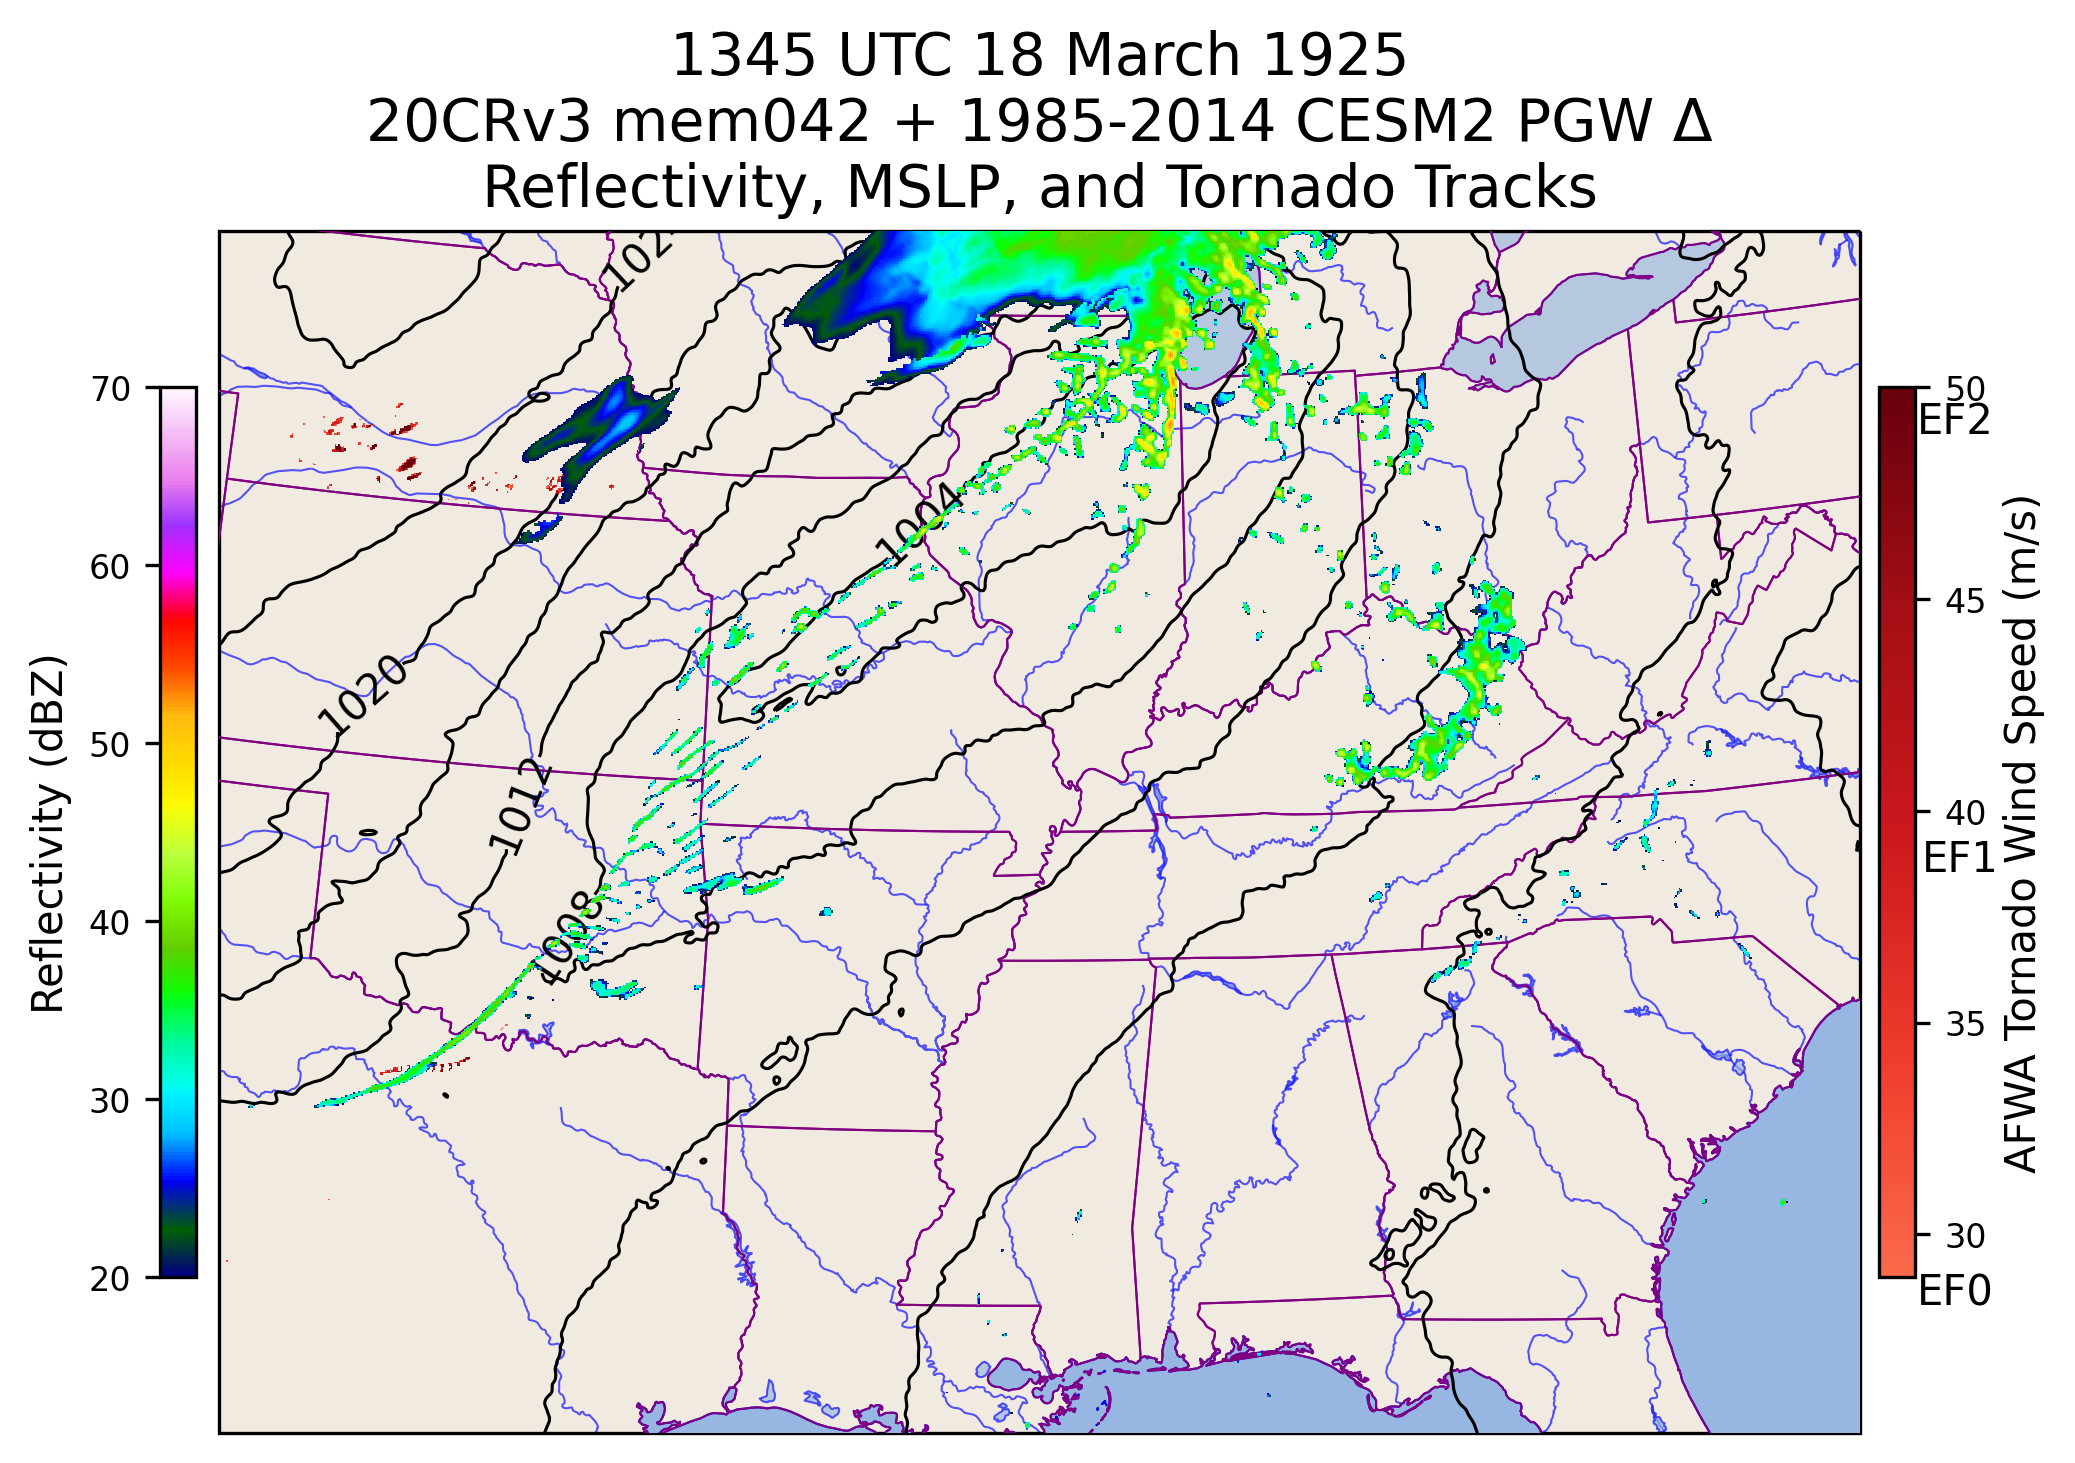 1345 UTC 18 March 1925
20CRv3 mem042 + 1985-2014 CESM2 PGW Δ
Reflectivity, MSLP, and Tornado Tracks
Reflectivity (dBZ)
70
60
50
40
30
20
1004
1020
1012
1008
50
EF2
45
40
EF1
35
30
EF0
AFWA Tornado Wind Speed (m/s)